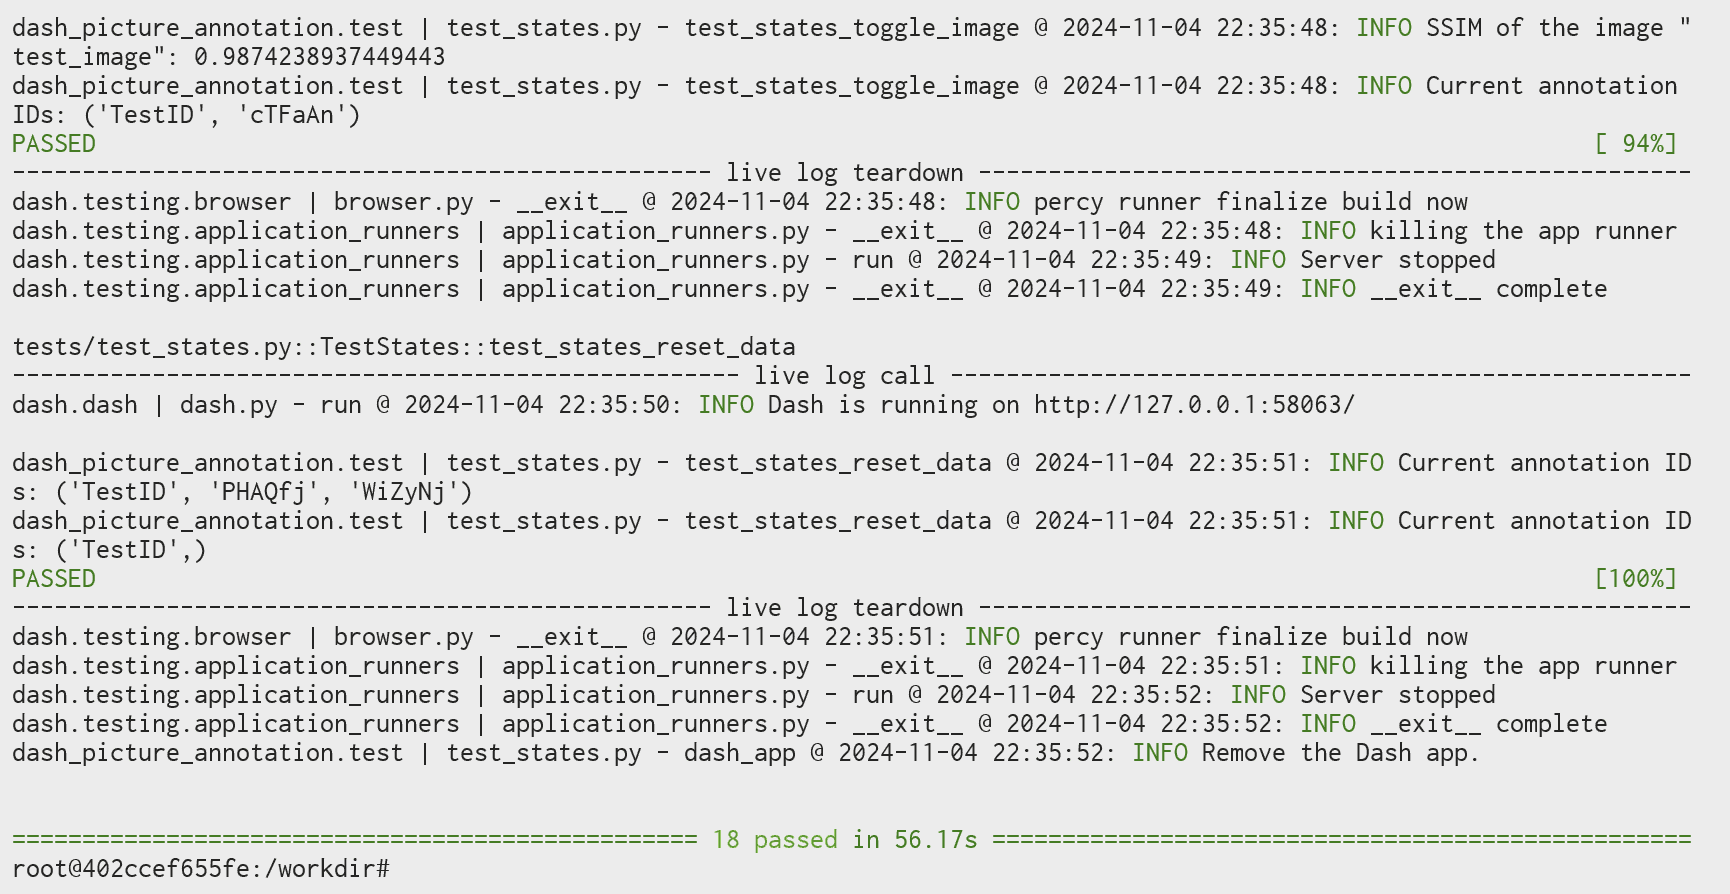 dash_picture_annotation.test | test_states.py - test_states_toggle_image @ 2024-11-04 22:35:48: INFO SSIM of the image "
test_image": 0.9874238937449443
dash_picture_annotation.test | test_states.py - test_states_toggle_image @ 2024-11-04 22:35:48: INFO Current annotation
IDs: ('TestID', 'cTFaAn')
PASSED [ 94%]
-------------------------------------------------- live log teardown ---------------------------------------------------
dash.testing.browser | browser.py - __exit__ @ 2024-11-04 22:35:48: INFO percy runner finalize build now
dash.testing.application_runners | application_runners.py - __exit__ @ 2024-11-04 22:35:48: INFO killing the app runner
dash.testing.application_runners | application_runners.py - run @ 2024-11-04 22:35:49: INFO Server stopped
dash.testing.application_runners | application_runners.py - __exit__ @ 2024-11-04 22:35:49: INFO __exit__ complete

tests/test_states.py::TestStates::test_states_reset_data
---------------------------------------------------- live log call -----------------------------------------------------
dash.dash | dash.py - run @ 2024-11-04 22:35:50: INFO Dash is running on http://127.0.0.1:58063/

dash_picture_annotation.test | test_states.py - test_states_reset_data @ 2024-11-04 22:35:51: INFO Current annotation ID
s: ('TestID', 'PHAQfj', 'WiZyNj')
dash_picture_annotation.test | test_states.py - test_states_reset_data @ 2024-11-04 22:35:51: INFO Current annotation ID
s: ('TestID',)
PASSED [100%]
-------------------------------------------------- live log teardown ---------------------------------------------------
dash.testing.browser | browser.py - __exit__ @ 2024-11-04 22:35:51: INFO percy runner finalize build now
dash.testing.application_runners | application_runners.py - __exit__ @ 2024-11-04 22:35:51: INFO killing the app runner
dash.testing.application_runners | application_runners.py - run @ 2024-11-04 22:35:52: INFO Server stopped
dash.testing.application_runners | application_runners.py - __exit__ @ 2024-11-04 22:35:52: INFO __exit__ complete
dash_picture_annotation.test | test_states.py - dash_app @ 2024-11-04 22:35:52: INFO Remove the Dash app.

================================================= 18 passed in 56.17s ==================================================
root@402ccef655fe:/workdir#